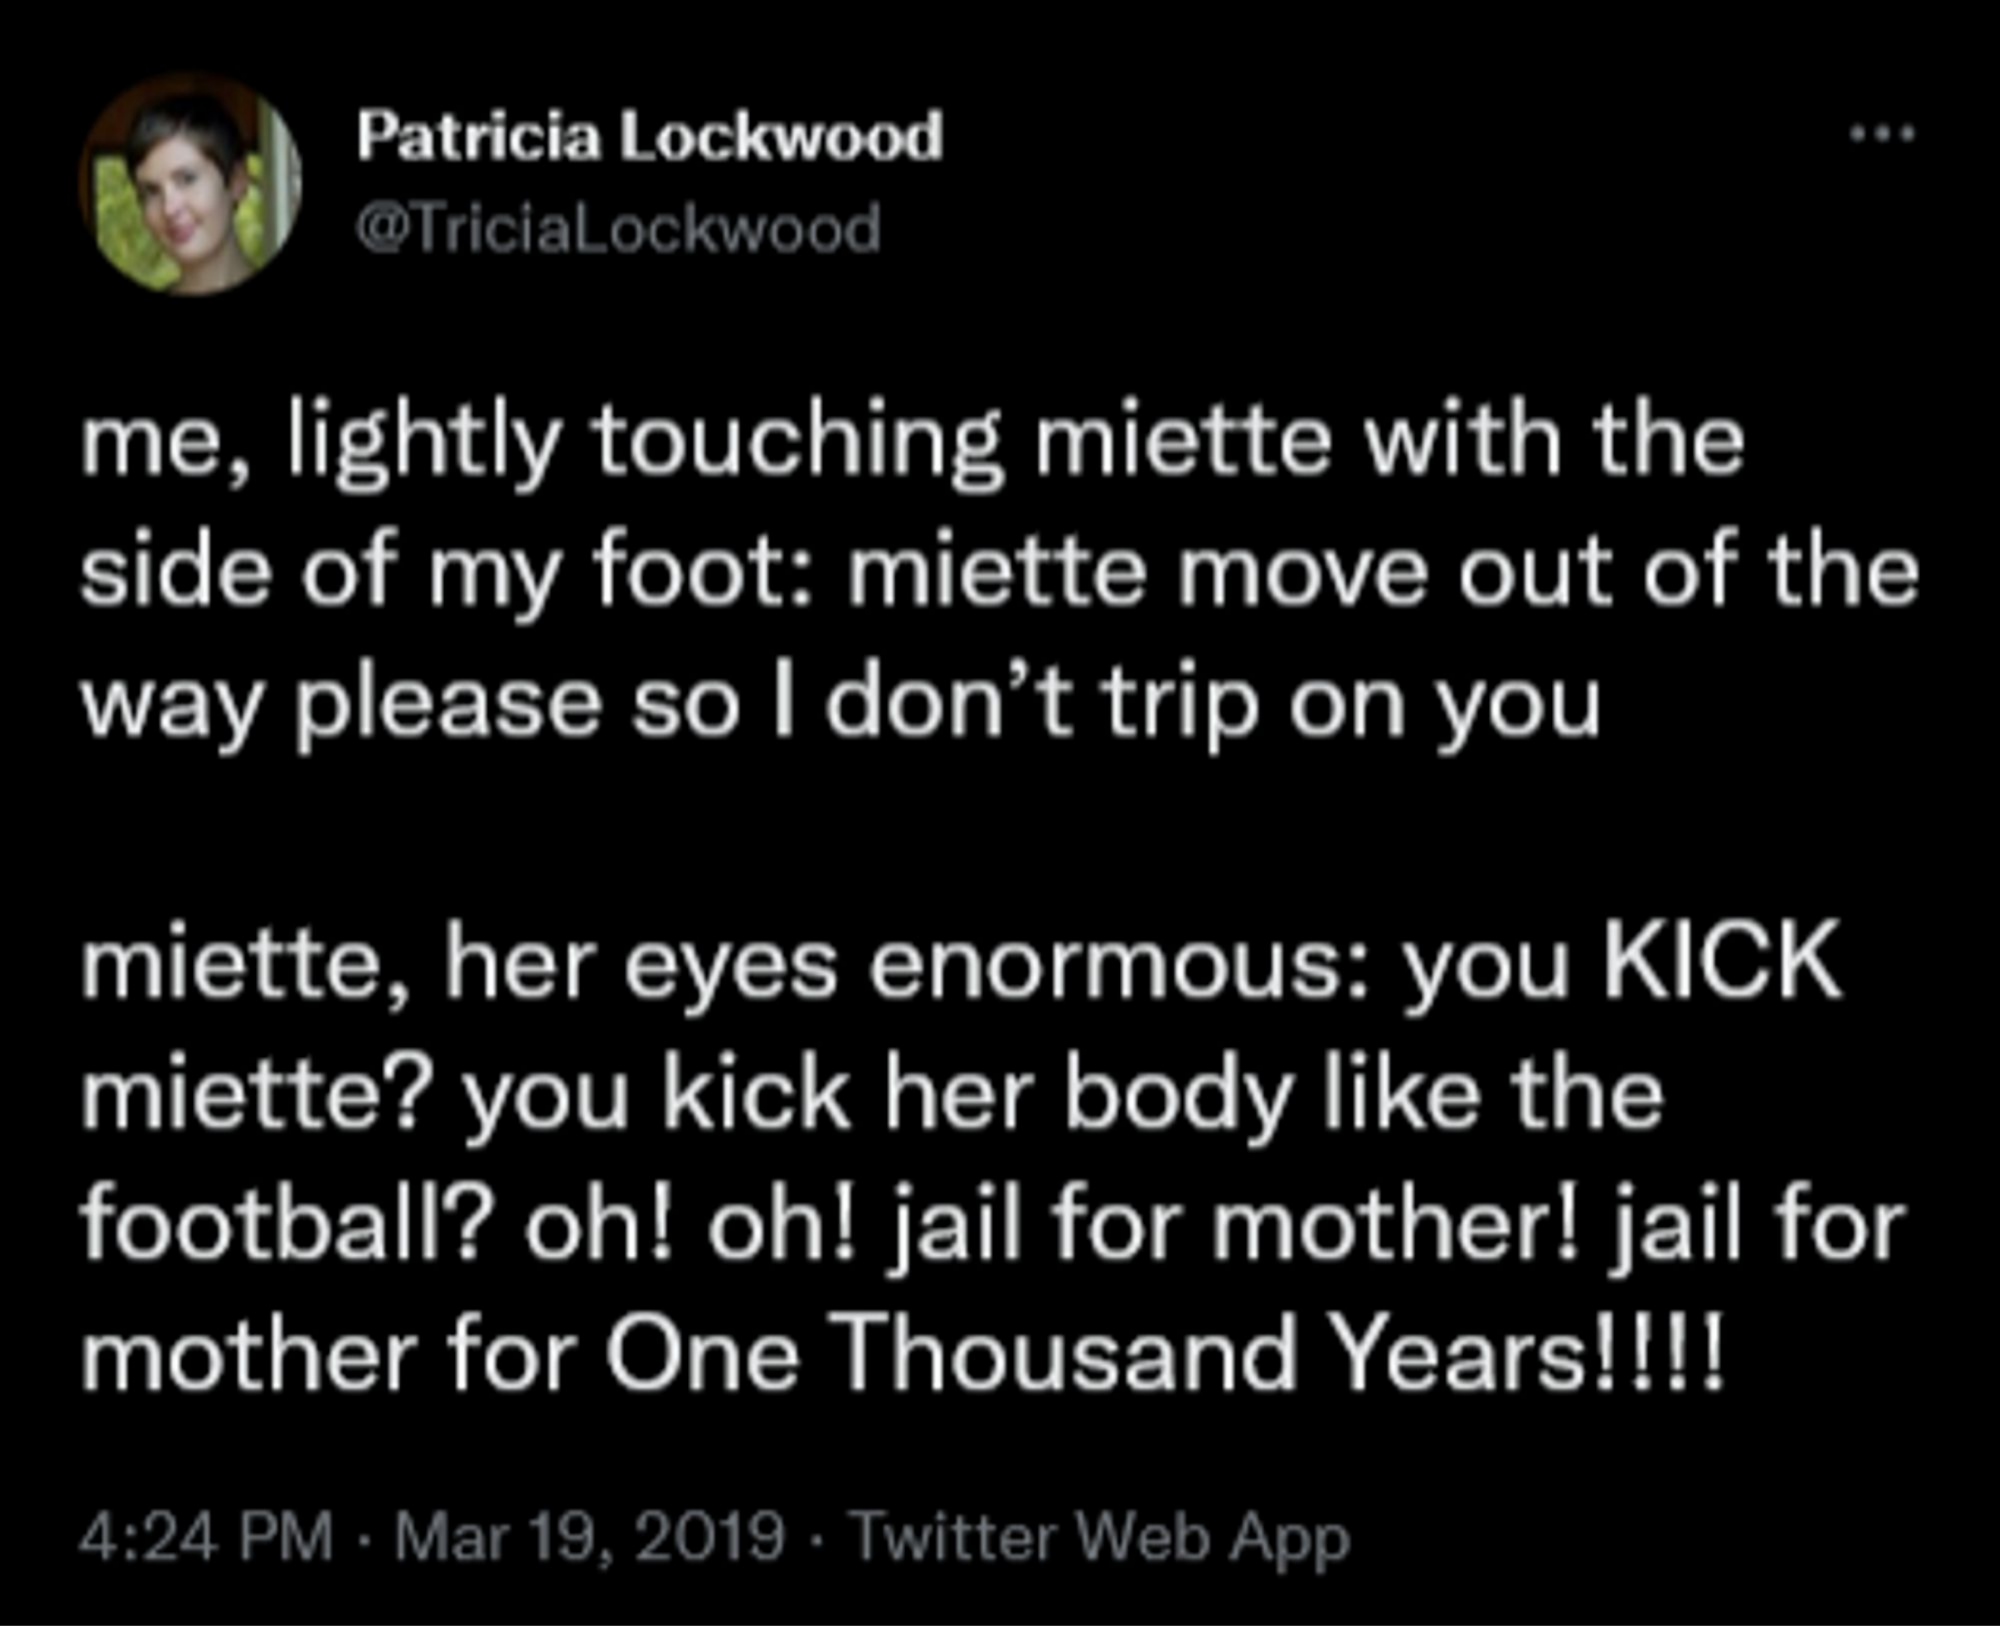 Patricia Lockwood
@TriciaLockwood
me, lightly touching miette with the
side of my foot: miette move out of the
way please so I don’t trip on you
miette, her eyes enormous: you KICK
miette? you kick her body like the
football? oh! oh! jail for mother! jail for
mother for One Thousand Years!!!!
4:24 PM · Mar 19, 2019 · Twitter Web App